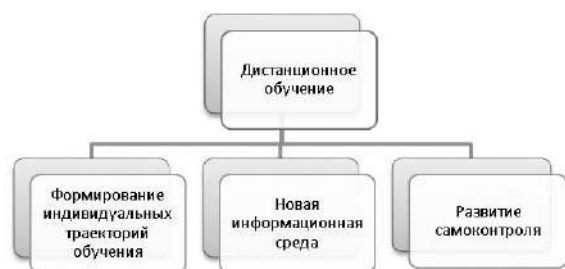 Дистанционное
обучение
Формирование
индивидуальных
траекторий
обучения
Новая
информационная
среда
Развитие
самоконтроля